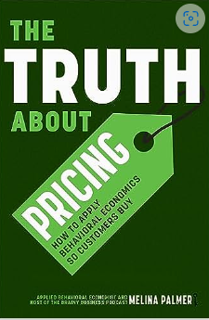 THE
TRUTH
ABOUT
PRICING
HOW TO APPLY
BEHAVIORAL ECONOMICS
SO CUSTOMERS BUY
APPLIED BEHAVIORAL ECONOMIST AND
HOST OF THE BRAINY BUSINESS PODCAST MELINA PALMER